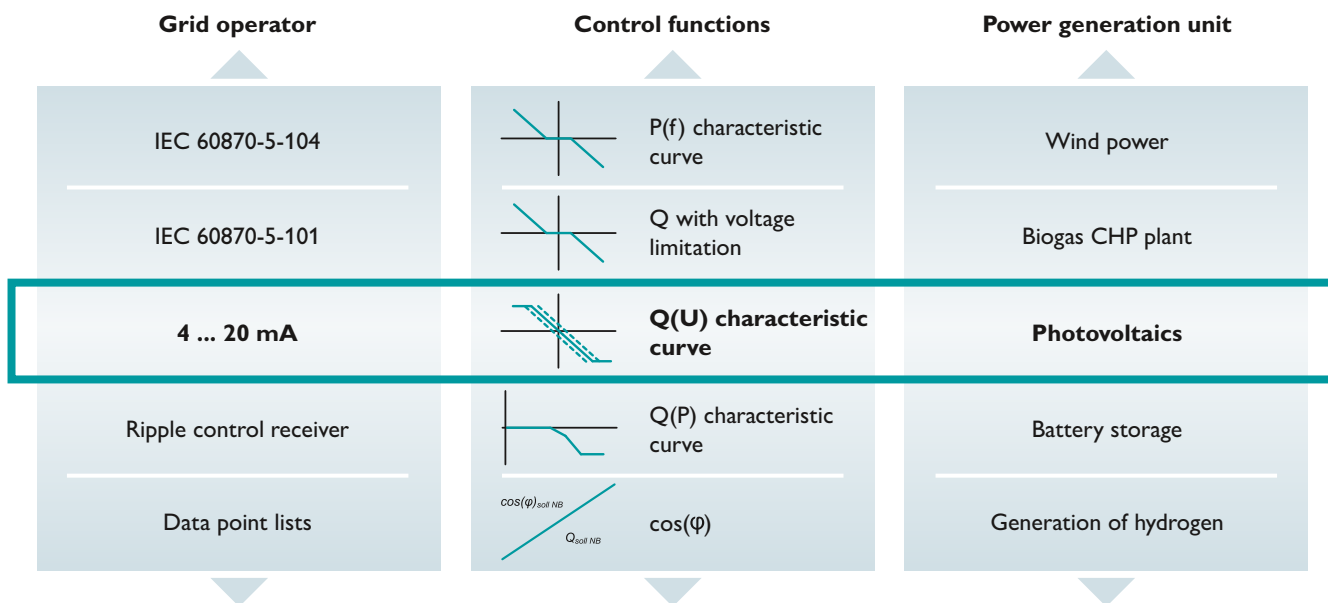 Grid operator
Control functions
Power generation unit
IEC 60870-5-104
P(f) characteristic
curve
Wind power
IEC 60870-5-101
Q with voltage
limitation
Biogas CHP plant
4 ... 20 mA
Q(U) characteristic
curve
Photovoltaics
Ripple control receiver
Q(P) characteristic
curve
Battery storage
Data point lists
cos(φ)soll NB
Qsoll NB
cos(φ)
Generation of hydrogen